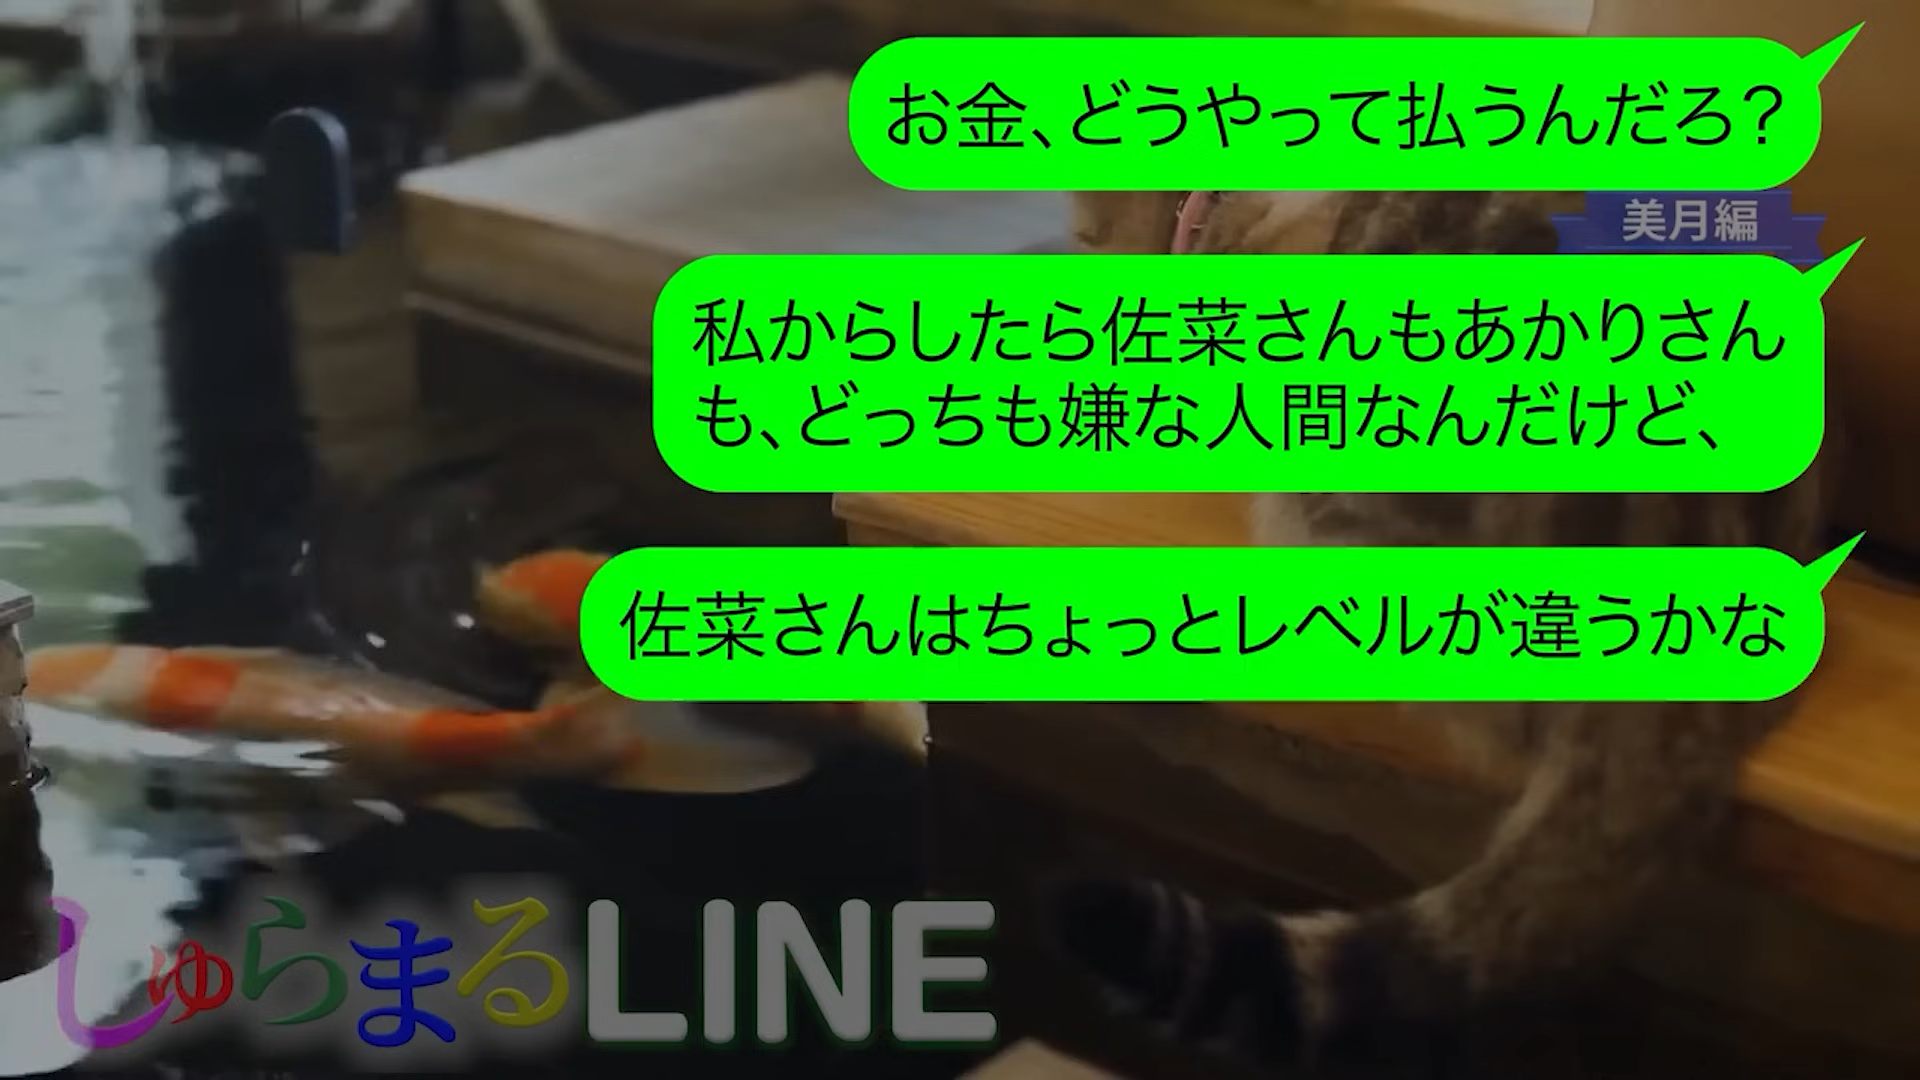 お金、どうやって払うんだろ？
美月編
私からしたら佐菜さんもあかりさん
も、どっちも嫌な人間なんだけど、
佐菜さんはちょっとレベルが違うかな
しゅらまるLINE